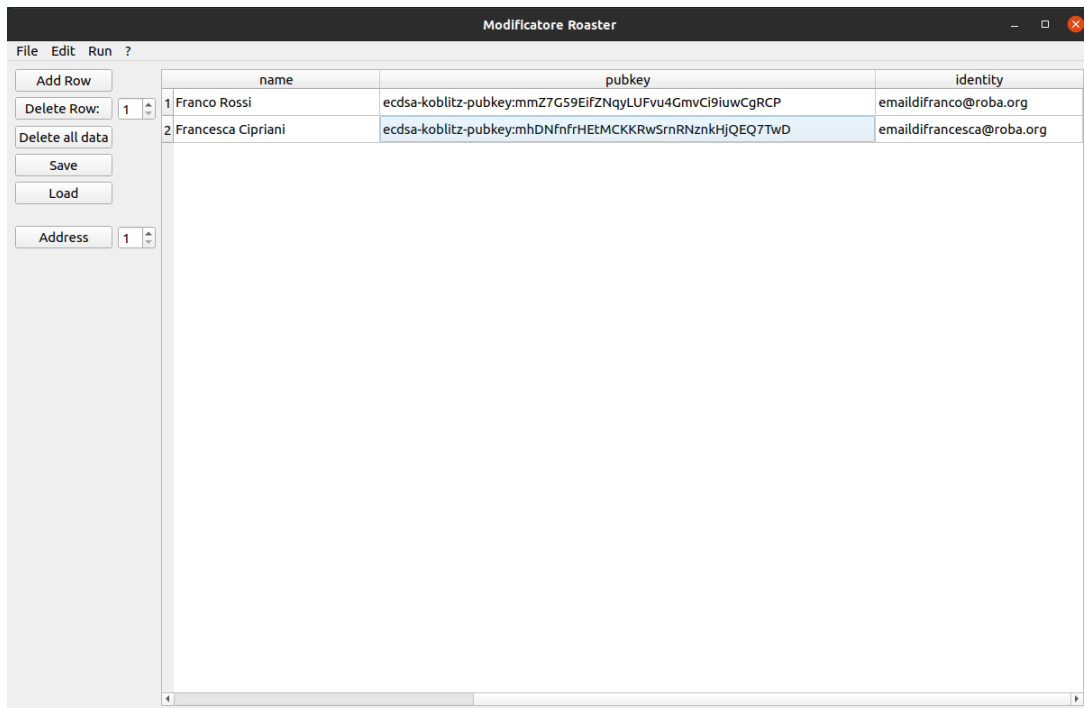 Modificatore Roaster
File Edit Run ?
Add Row
Delete Row: 1
Delete all data
Save
Load
Address 1
name pubkey identity
1 Franco Rossi ecdsa-koblitz-pubkey:mmZ7G59EifZNqyLUFvu4GmvCi9iuwCgRCP emaildifranco@roba.org
2 Francesca Cipriani ecdsa-koblitz-pubkey:mhDNfnfrHEtMCKKRwSrnRNznkHjQEQ7TwD emaildifrancesca@roba.org